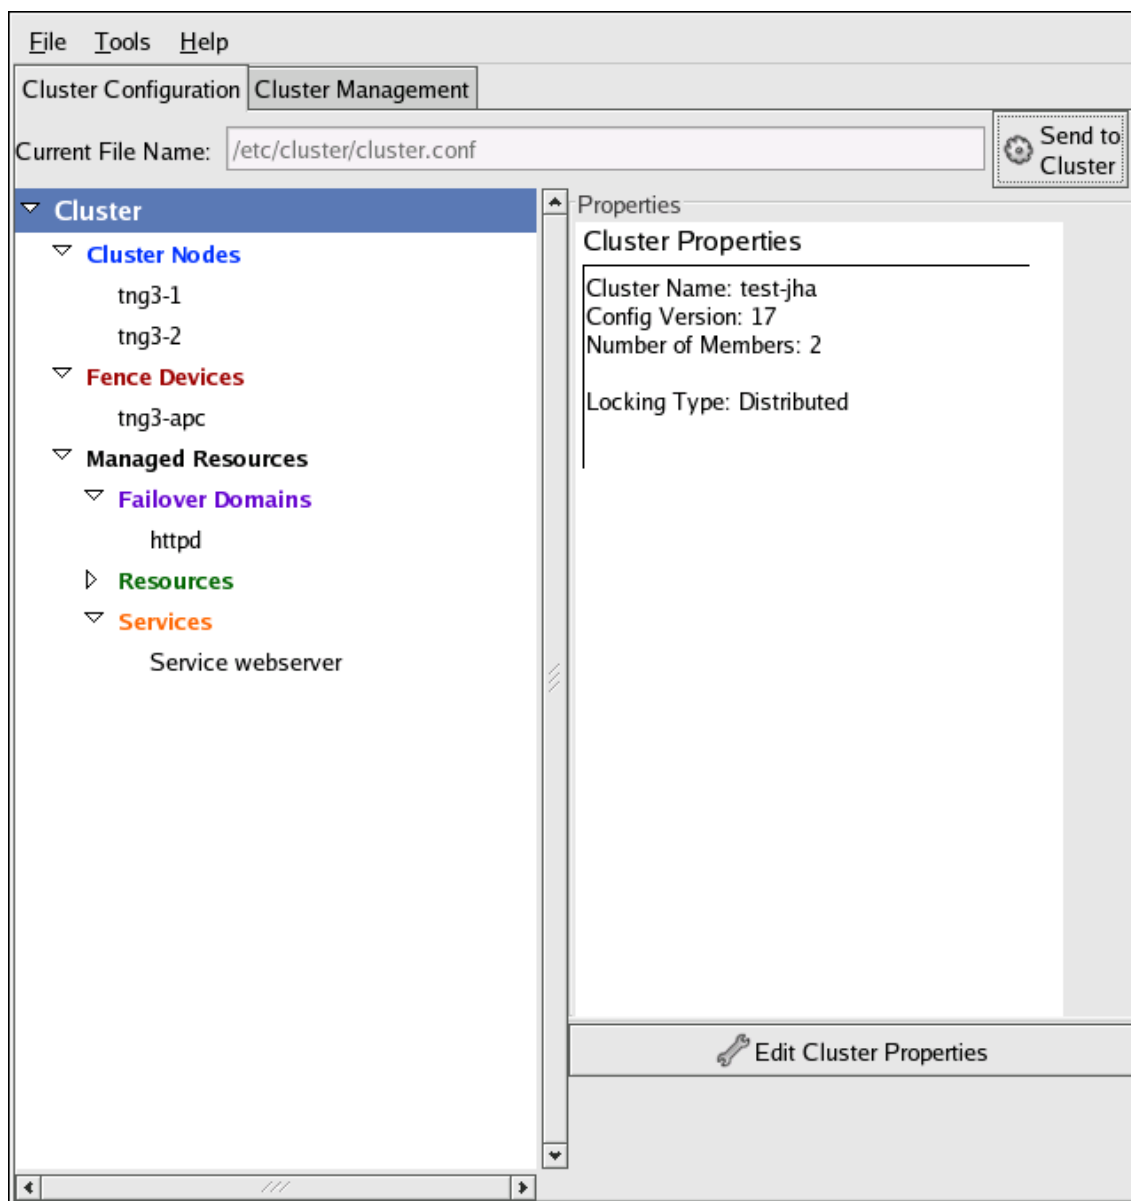 File Tools Help
Cluster Configuration Cluster Management
Current File Name: /etc/cluster/cluster.conf
Send to
Cluster
Cluster
Cluster Nodes
tng3-1
tng3-2
Fence Devices
tng3-apc
Managed Resources
Failover Domains
httpd
Resources
Services
Service webserver
Properties
Cluster Properties
Cluster Name: test-jha
Config Version: 17
Number of Members: 2
Locking Type: Distributed
Edit Cluster Properties